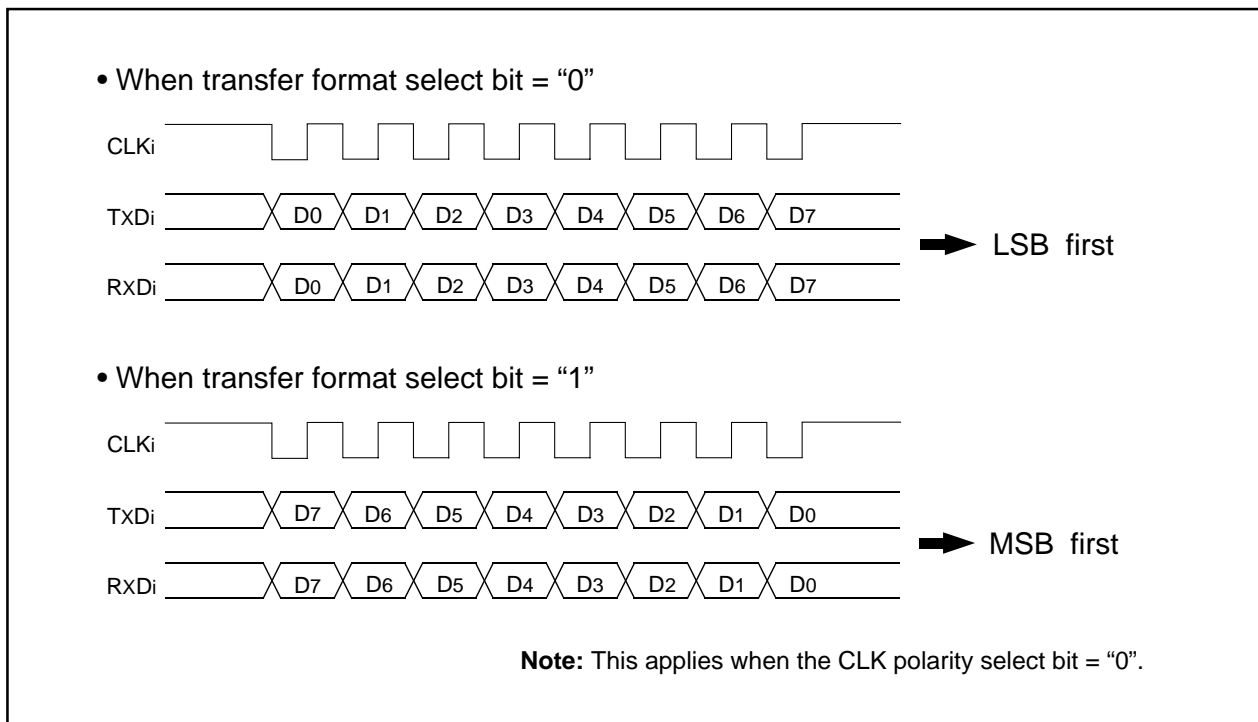 • When transfer format select bit = “0”
CLKi
TXDi D0 D1 D2 D3 D4 D5 D6 D7
RXDi D0 D1 D2 D3 D4 D5 D6 D7
LSB first
• When transfer format select bit = “1”
CLKi
TXDi D7 D6 D5 D4 D3 D2 D1 D0
RXDi D7 D6 D5 D4 D3 D2 D1 D0
MSB first
Note: This applies when the CLK polarity select bit = “0”.